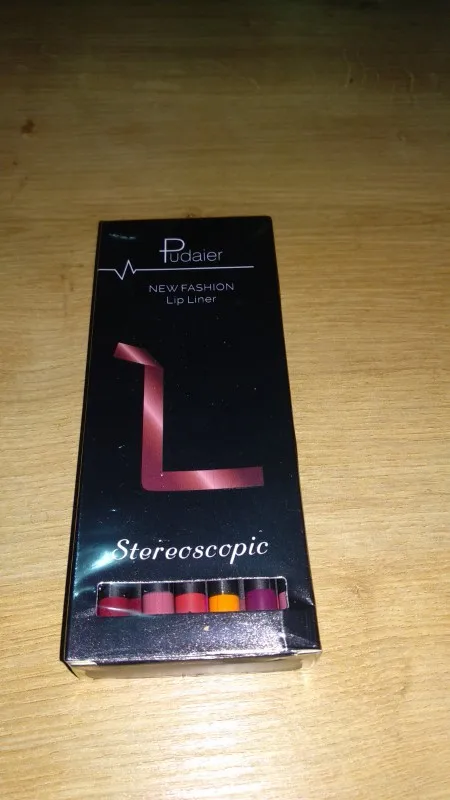 Pudaier
NEW FASHION
Lip Liner
Stereoscopic